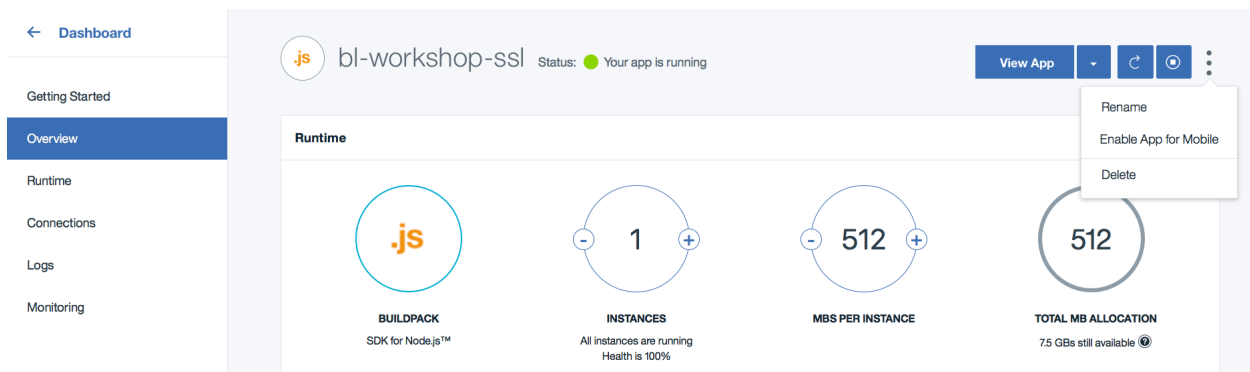 ← Dashboard
Getting Started
Overview
Runtime
Connections
Logs
Monitoring
.js bl-workshop-ssl Status: Your app is running
View App
Rename
Enable App for Mobile
Delete
Runtime
.js
BUILDPACK
SDK for Node.js™
- 1 +
INSTANCES
All instances are running
Health is 100%
- 512 +
MBS PER INSTANCE
512
TOTAL MB ALLOCATION
7.5 GBs still available ?